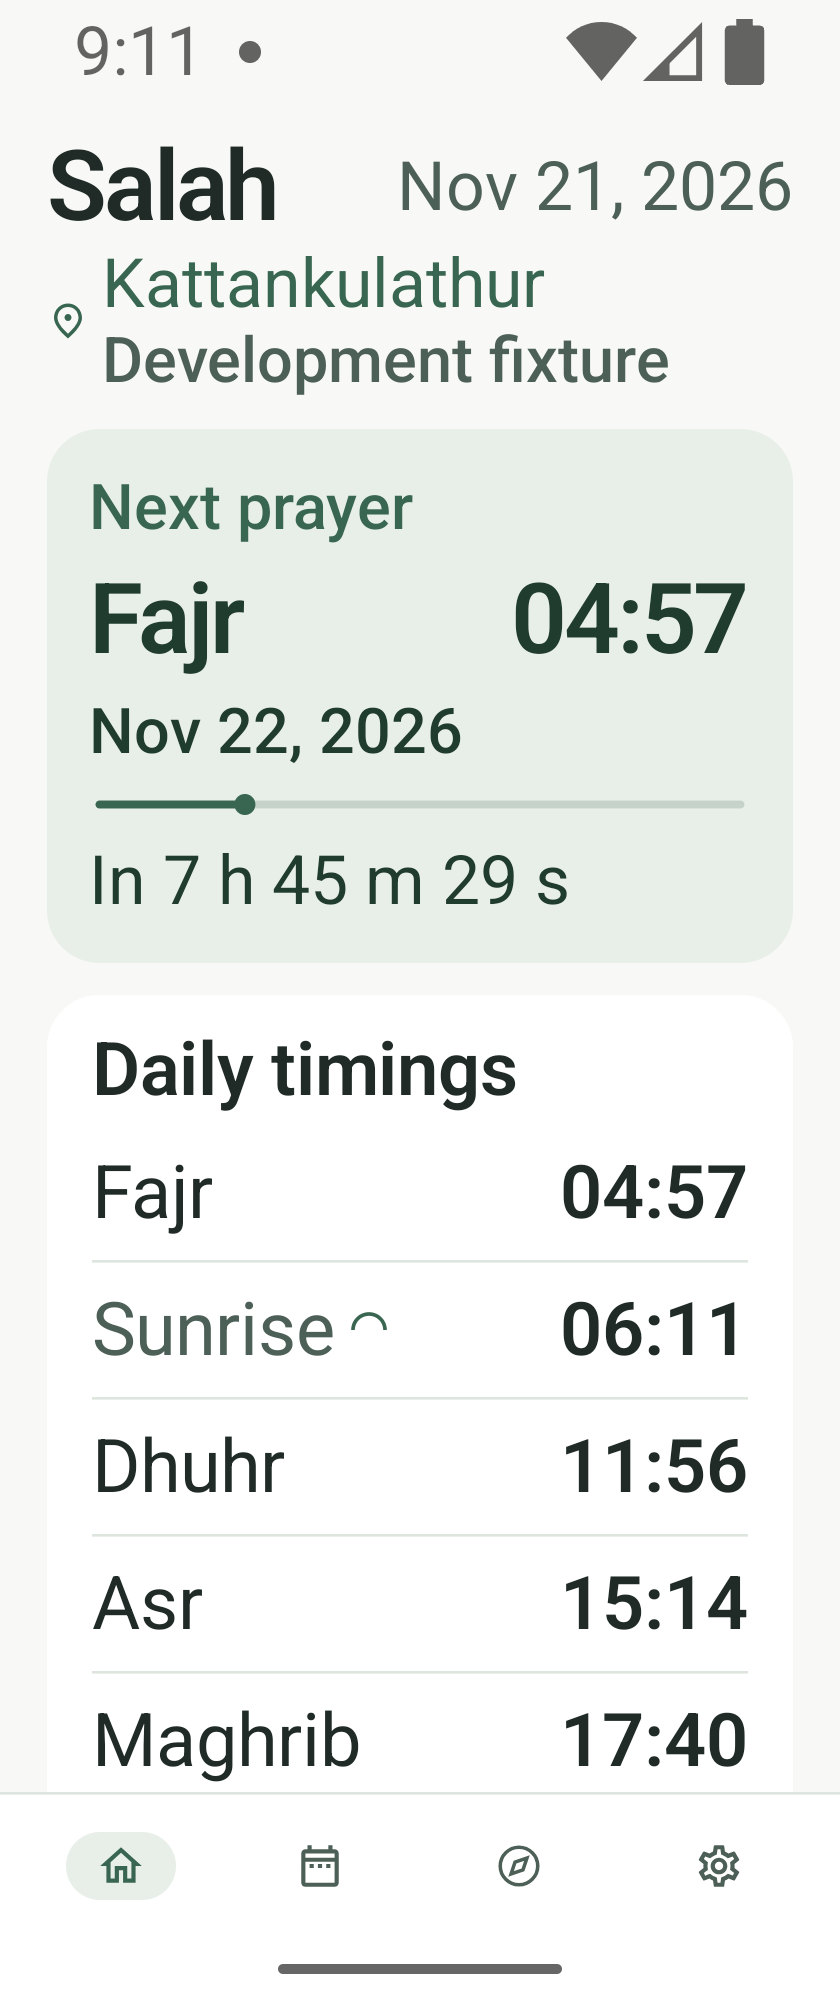 9:11
Salah
Nov 21, 2026
Kattankulathur
Development fixture
Next prayer
Fajr 04:57
Nov 22, 2026
In 7 h 45 m 29 s
Daily timings
Fajr 04:57
Sunrise 06:11
Dhuhr 11:56
Asr 15:14
Maghrib 17:40